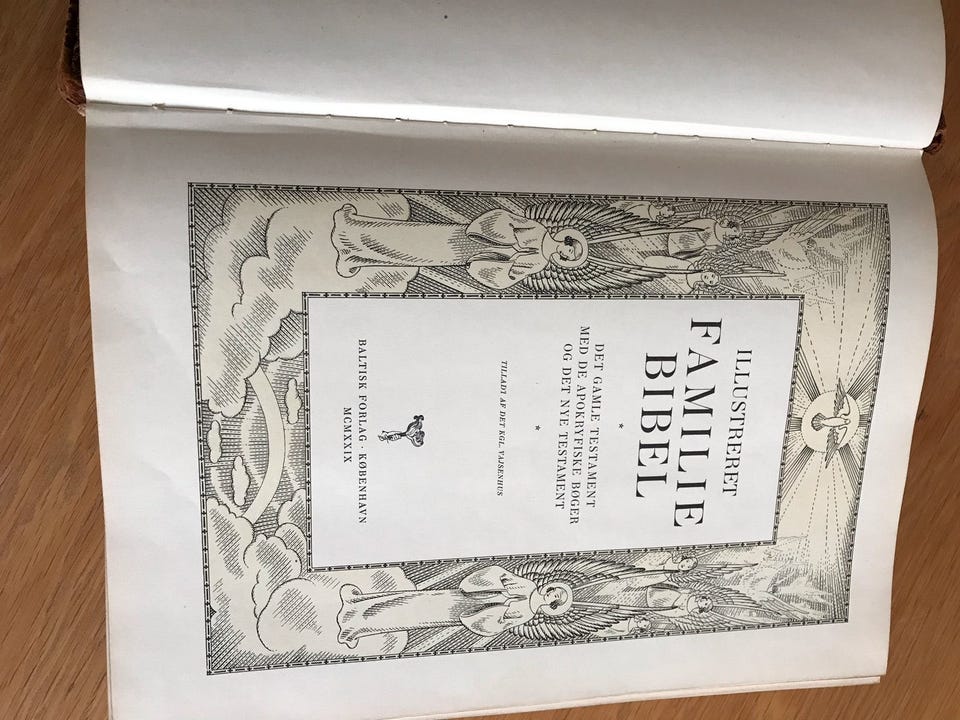 ILLUSTRERET
FAMILIE
BIBEL
*
DET GAMLE TESTAMENT
MED DE APOKRYFISKE BØGER
OG DET NYE TESTAMENT
*
TILLADT AF DET KGL. VAJSENHUS
BALTISK FORLAG · KØBENHAVN
MCMXXIX